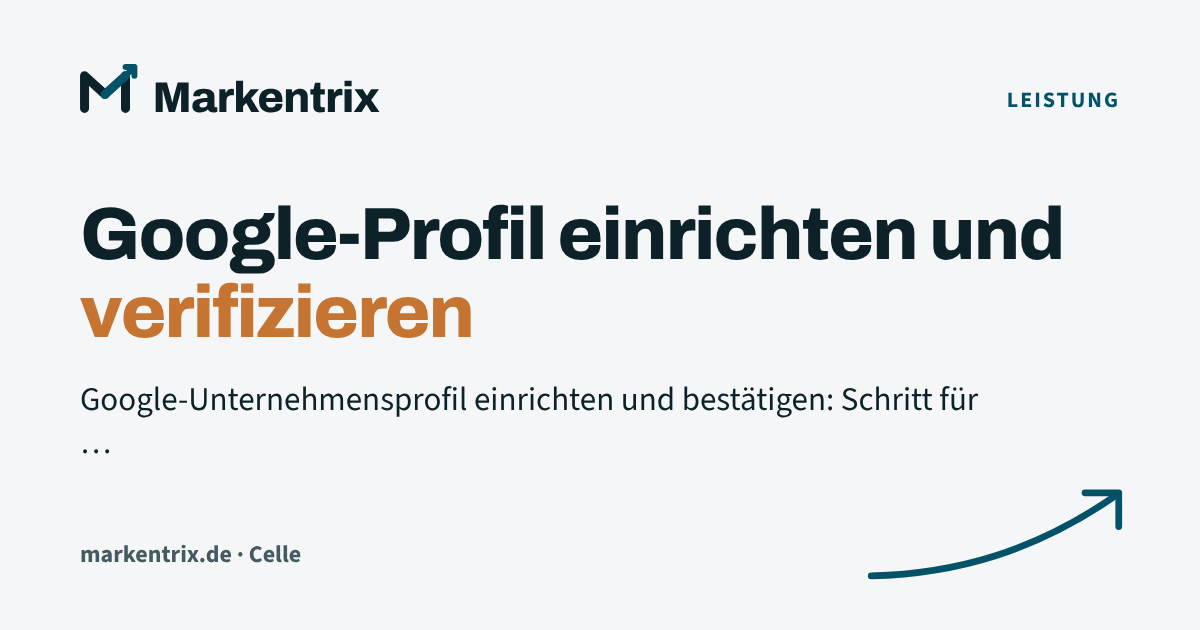 Markentrix
LEISTUNG
Google-Profil einrichten und
verifizieren
Google-Unternehmensprofil einrichten und bestätigen: Schritt für
…
markentrix.de · Celle